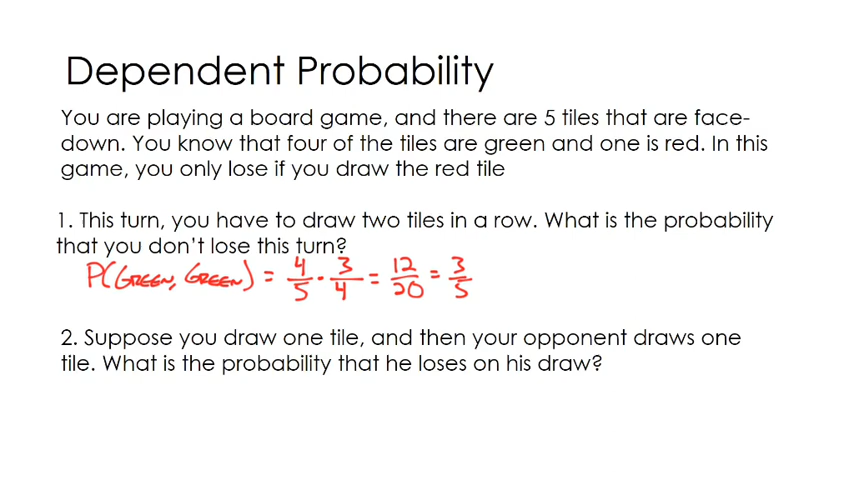 Dependent Probability
You are playing a board game, and there are 5 tiles that are face-
down. You know that four of the tiles are green and one is red. In this
game, you only lose if you draw the red tile
1. This turn, you have to draw two tiles in a row. What is the probability
that you don't lose this turn?
P(GREEN, GREEN) = 4/5 · 3/4 = 12/20 = 3/5
2. Suppose you draw one tile, and then your opponent draws one
tile. What is the probability that he loses on his draw?